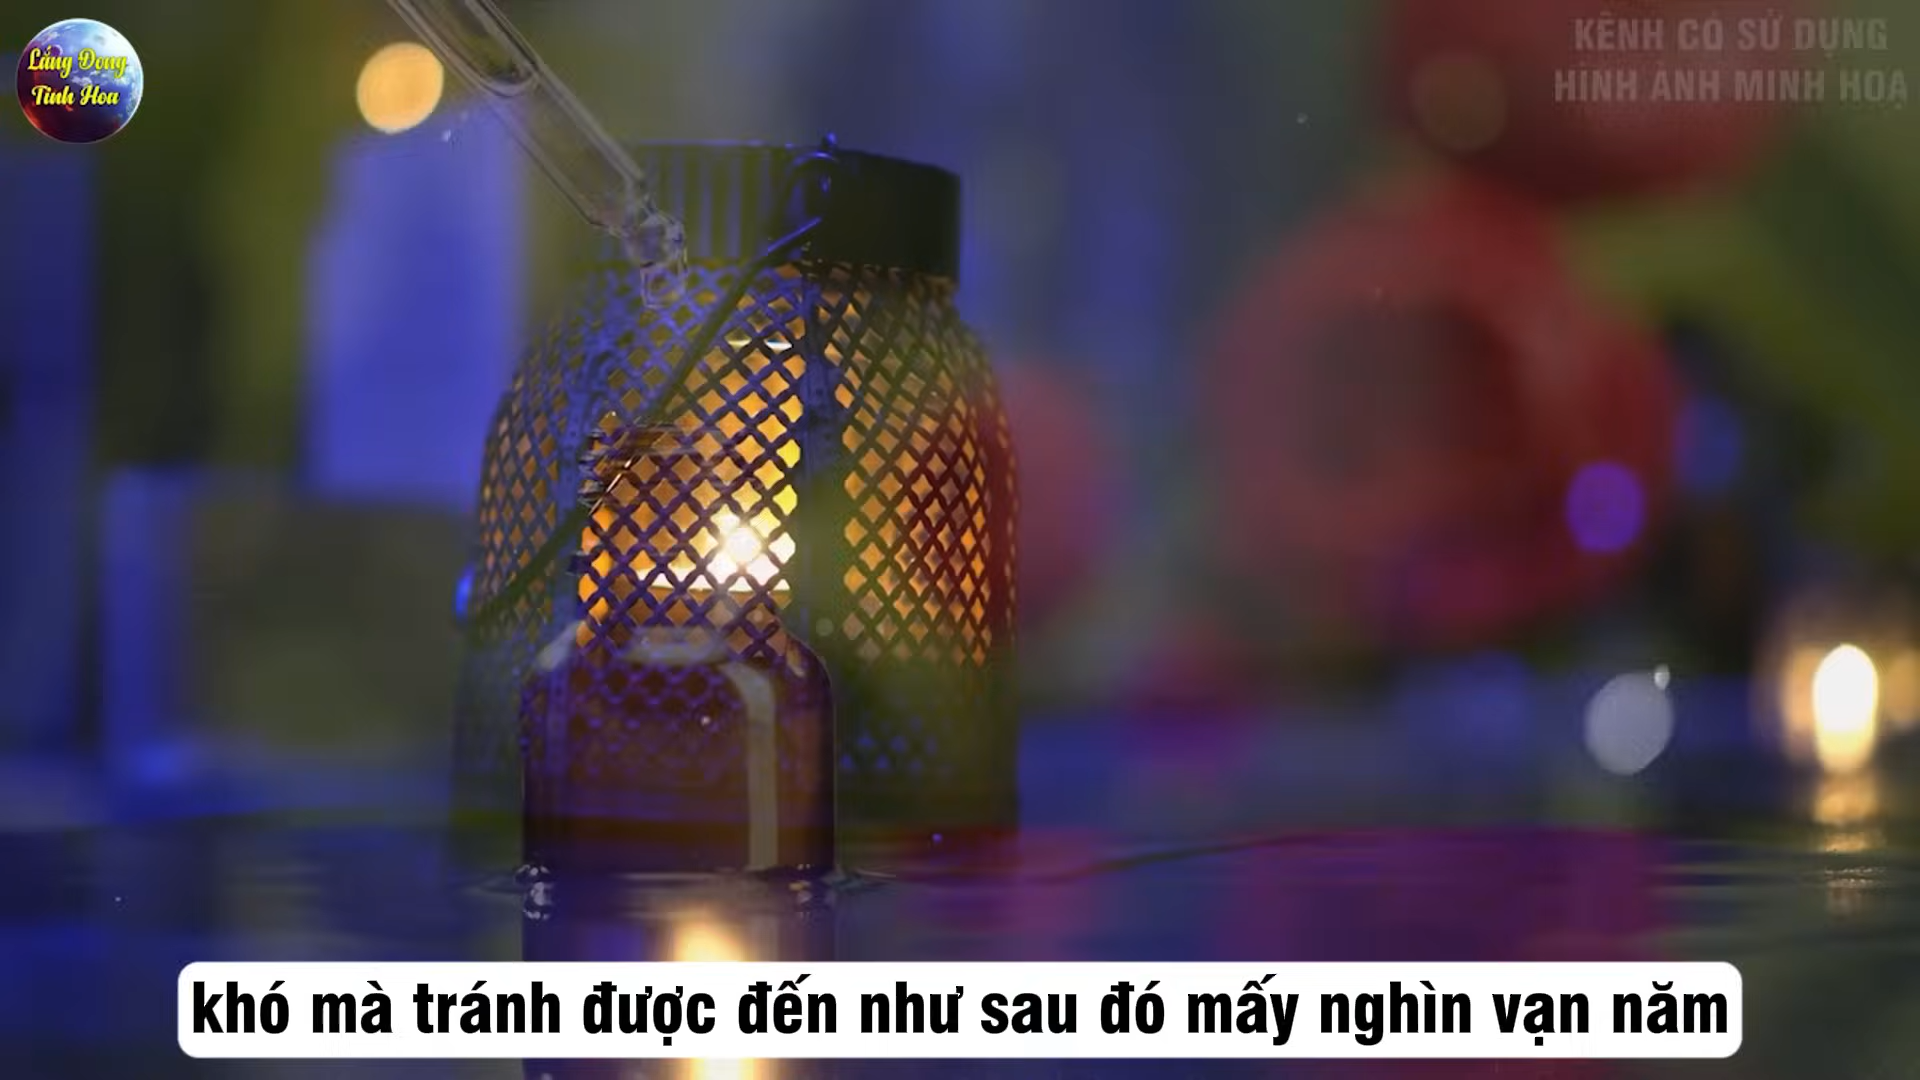 Lắng Đọng
Tinh Hoa
KÊNH CÓ SỬ DỤNG
HÌNH ẢNH MINH HOẠ
khó mà tránh được đến như sau đó mấy nghìn vạn năm